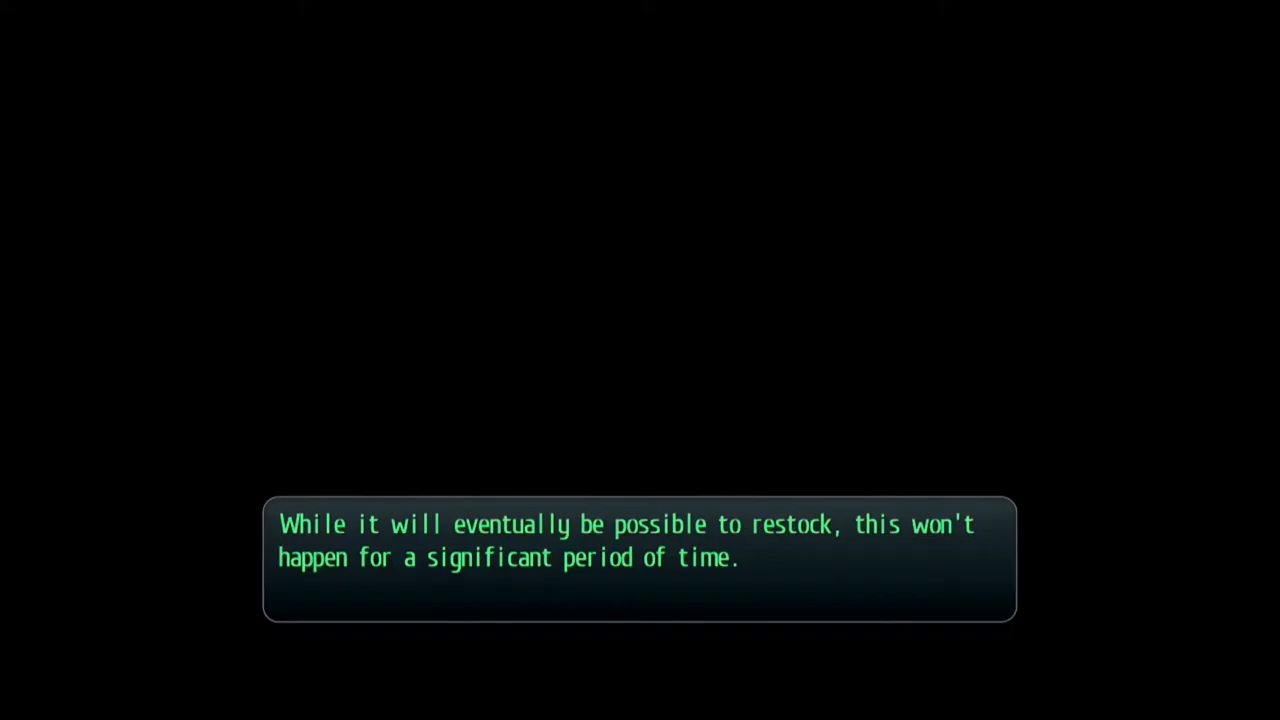 While it will eventually be possible to restock, this won't
happen for a significant period of time.